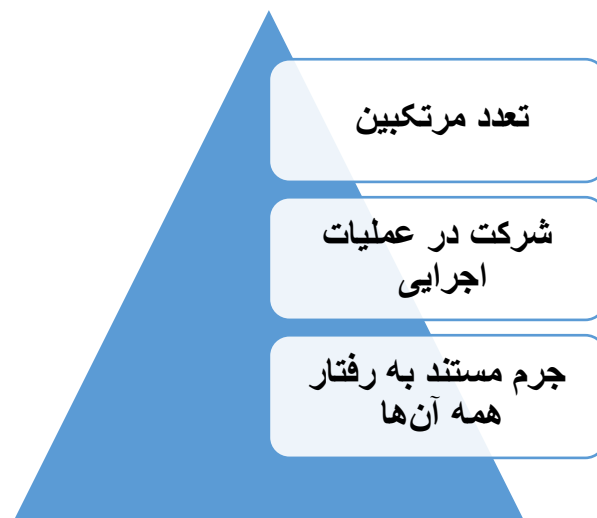 تعدد مرتکبین
شرکت در عملیات
اجرایی
جرم مستند به رفتار
همه آن‌ها